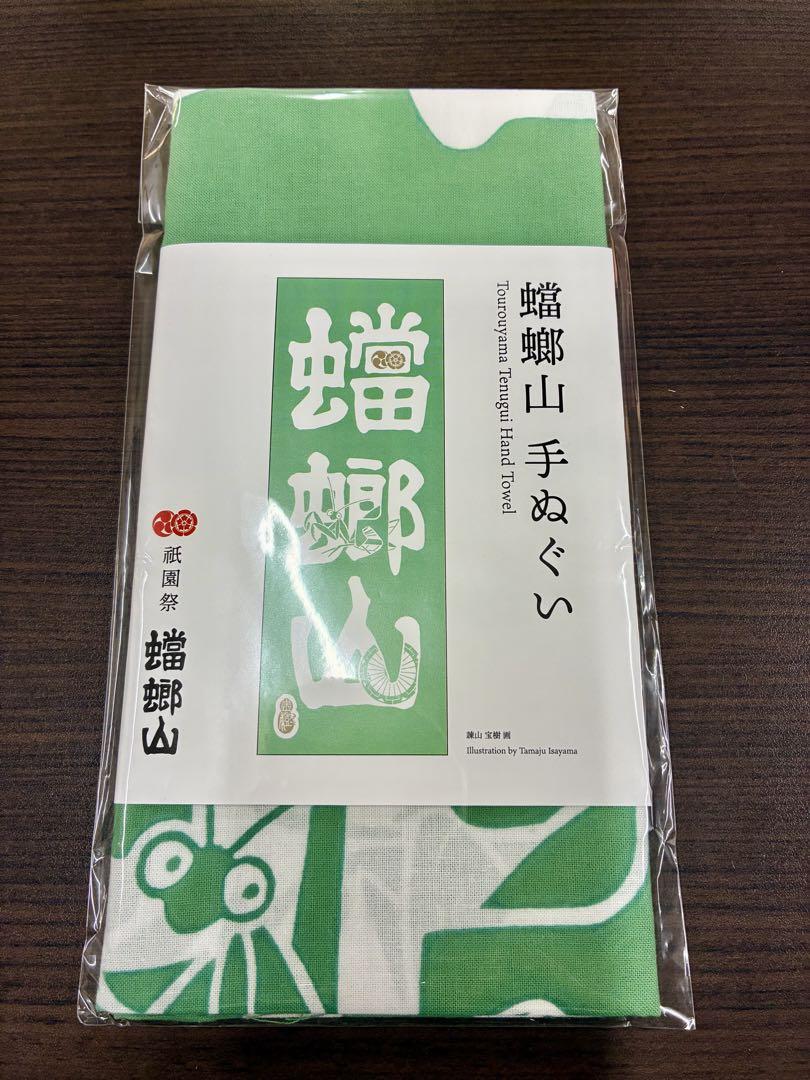 蟷螂山 手ぬぐい
Tourouyama Tenugui Hand Towel
蟷螂山
祇園祭
蟷螂山
諫山 宝樹 画
Illustration by Tamaju Isayama